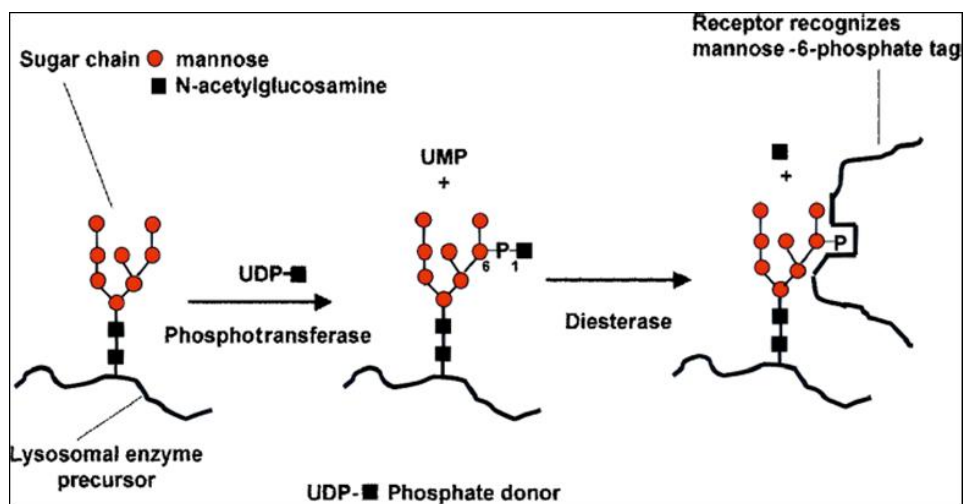 Receptor recognizes
mannose -6-phosphate tag
Sugar chain mannose
N-acetylglucosamine
UMP
+
+
P
6
1
P
UDP-
Phosphotransferase
Diesterase
Lysosomal enzyme
precursor
UDP- Phosphate donor